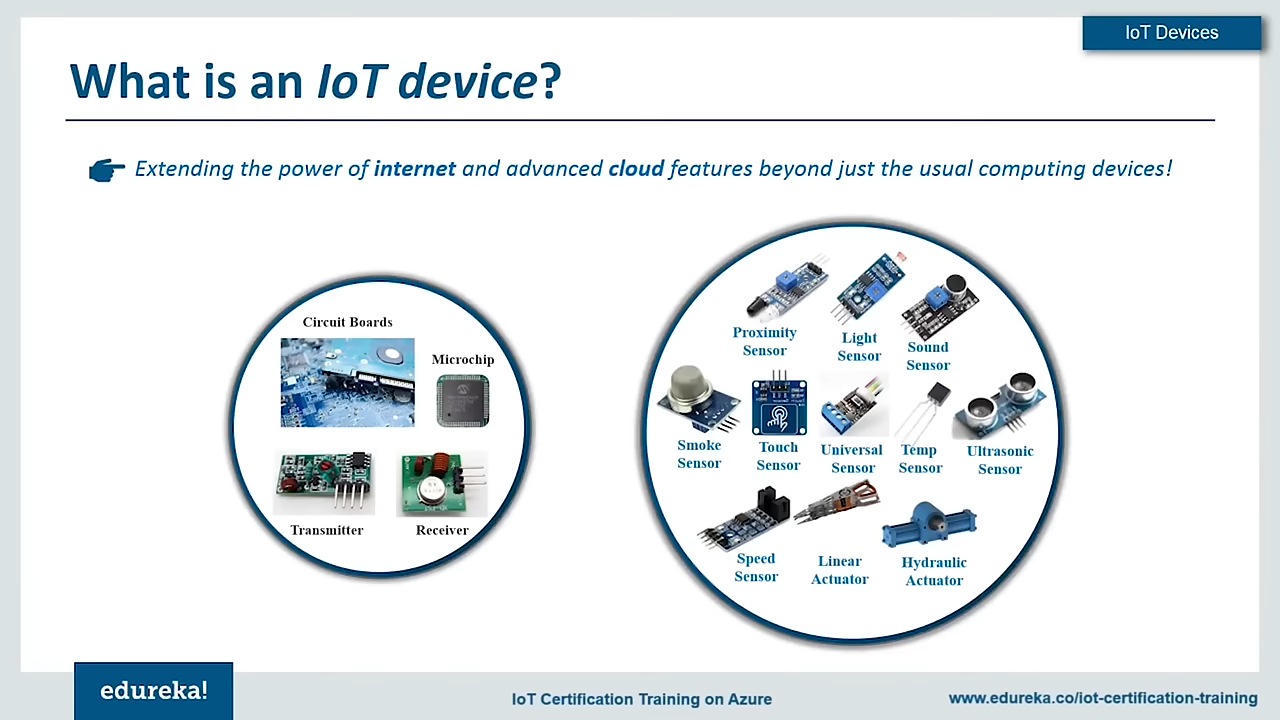 IoT Devices
What is an IoT device?
Extending the power of internet and advanced cloud features beyond just the usual computing devices!
Circuit Boards
Microchip
Transmitter
Receiver
Proximity
Sensor
Light
Sensor
Sound
Sensor
Smoke
Sensor
Touch
Sensor
Universal
Sensor
Temp
Sensor
Ultrasonic
Sensor
Speed
Sensor
Linear
Actuator
Hydraulic
Actuator
edureka!
IoT Certification Training on Azure
www.edureka.co/iot-certification-training